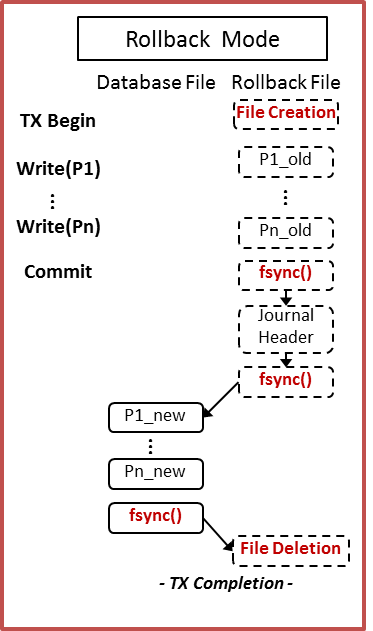 Rollback Mode
Database File Rollback File
TX Begin File Creation
Write(P1) P1_old
Write(Pn) Pn_old
Commit fsync()
Journal
Header
fsync()
P1_new
Pn_new
fsync()
File Deletion
- TX Completion -